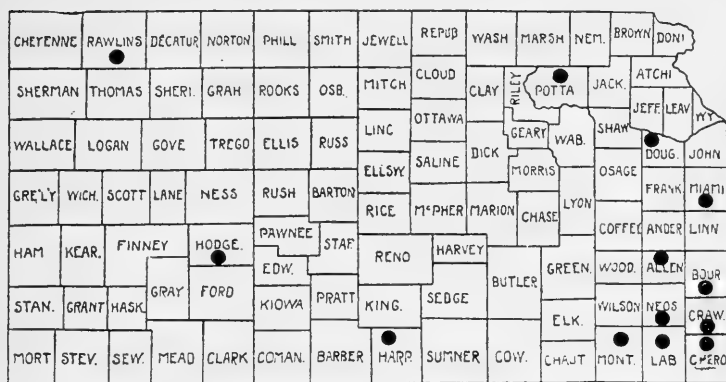 CHEYENNE RAWLINS DECATUR NORTON PHILL SMITH JEWELL REPUB WASH MARSH NEM. BROWN DONI
SHERMAN THOMAS SHERI. GRAH ROOKS OSB. MITCH CLOUD CLAY RILEY POTTA JACK. ATCHI
JEFF. LEAV WY
WALLACE LOGAN GOVE TREGO ELLIS RUSS LINC OTTAWA DICK GEARY WAB. SHAW DOUG. JOHN
ELLSW. SALINE MORRIS OSAGE
GRE'L'Y WICH. SCOTT LANE NESS RUSH BARTON RICE McPHER MARION CHASE LYON FRANK MIAMI
HAM KEAR. FINNEY HODGE. PAWNEE STAF. RENO HARVEY COFFEE ANDER LINN
EDW. BUTLER GREEN. WOOD. ALLEN BOUR
STAN. GRANT HASK. GRAY FORD KIOWA PRATT KING. SEDGE ELK. WILSON NEOS CRAW.
MORT STEV. SEW. MEAD CLARK COMAN. BARBER HARP. SUMNER COW. CHAUT MONT. LAB CHERO